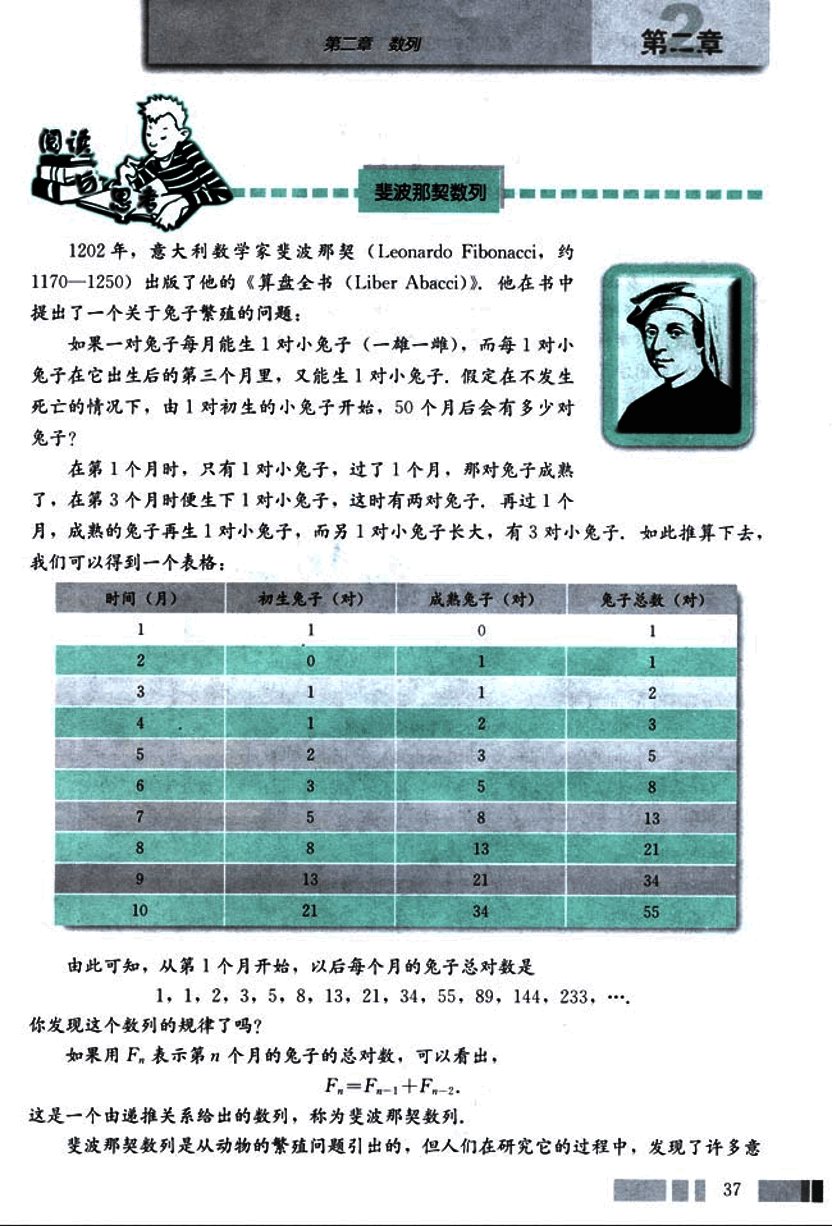 第二章 数列
第二章
阅读
与
思考
斐波那契数列
1202 年，意大利数学家斐波那契（Leonardo Fibonacci，约
1170—1250）出版了他的《算盘全书（Liber Abacci)》. 他在书中
提出了一个关于兔子繁殖的问题：
如果一对兔子每月能生 1 对小兔子（一雄一雌），而每 1 对小
兔子在它出生后的第三个月里，又能生 1 对小兔子. 假定在不发生
死亡的情况下，由 1 对初生的小兔子开始，50 个月后会有多少对
兔子？
在第 1 个月时，只有 1 对小兔子，过了 1 个月，那对兔子成熟
了，在第 3 个月时便生下 1 对小兔子，这时有两对兔子. 再过 1 个
月，成熟的兔子再生 1 对小兔子，而另 1 对小兔子长大，有 3 对小兔子. 如此推算下去，
我们可以得到一个表格：
时间（月） 初生兔子（对） 成熟兔子（对） 兔子总数（对）
1 1 0 1
2 0 1 1
3 1 1 2
4 1 2 3
5 2 3 5
6 3 5 8
7 5 8 13
8 8 13 21
9 13 21 34
10 21 34 55
由此可知，从第 1 个月开始，以后每个月的兔子总对数是
1，1，2，3，5，8，13，21，34，55，89，144，233，….
你发现这个数列的规律了吗？
如果用 Fₙ 表示第 n 个月的兔子的总对数，可以看出，
Fₙ=Fₙ₋₁+Fₙ₋₂.
这是一个由递推关系给出的数列，称为斐波那契数列.
斐波那契数列是从动物的繁殖问题引出的，但人们在研究它的过程中，发现了许多意
37